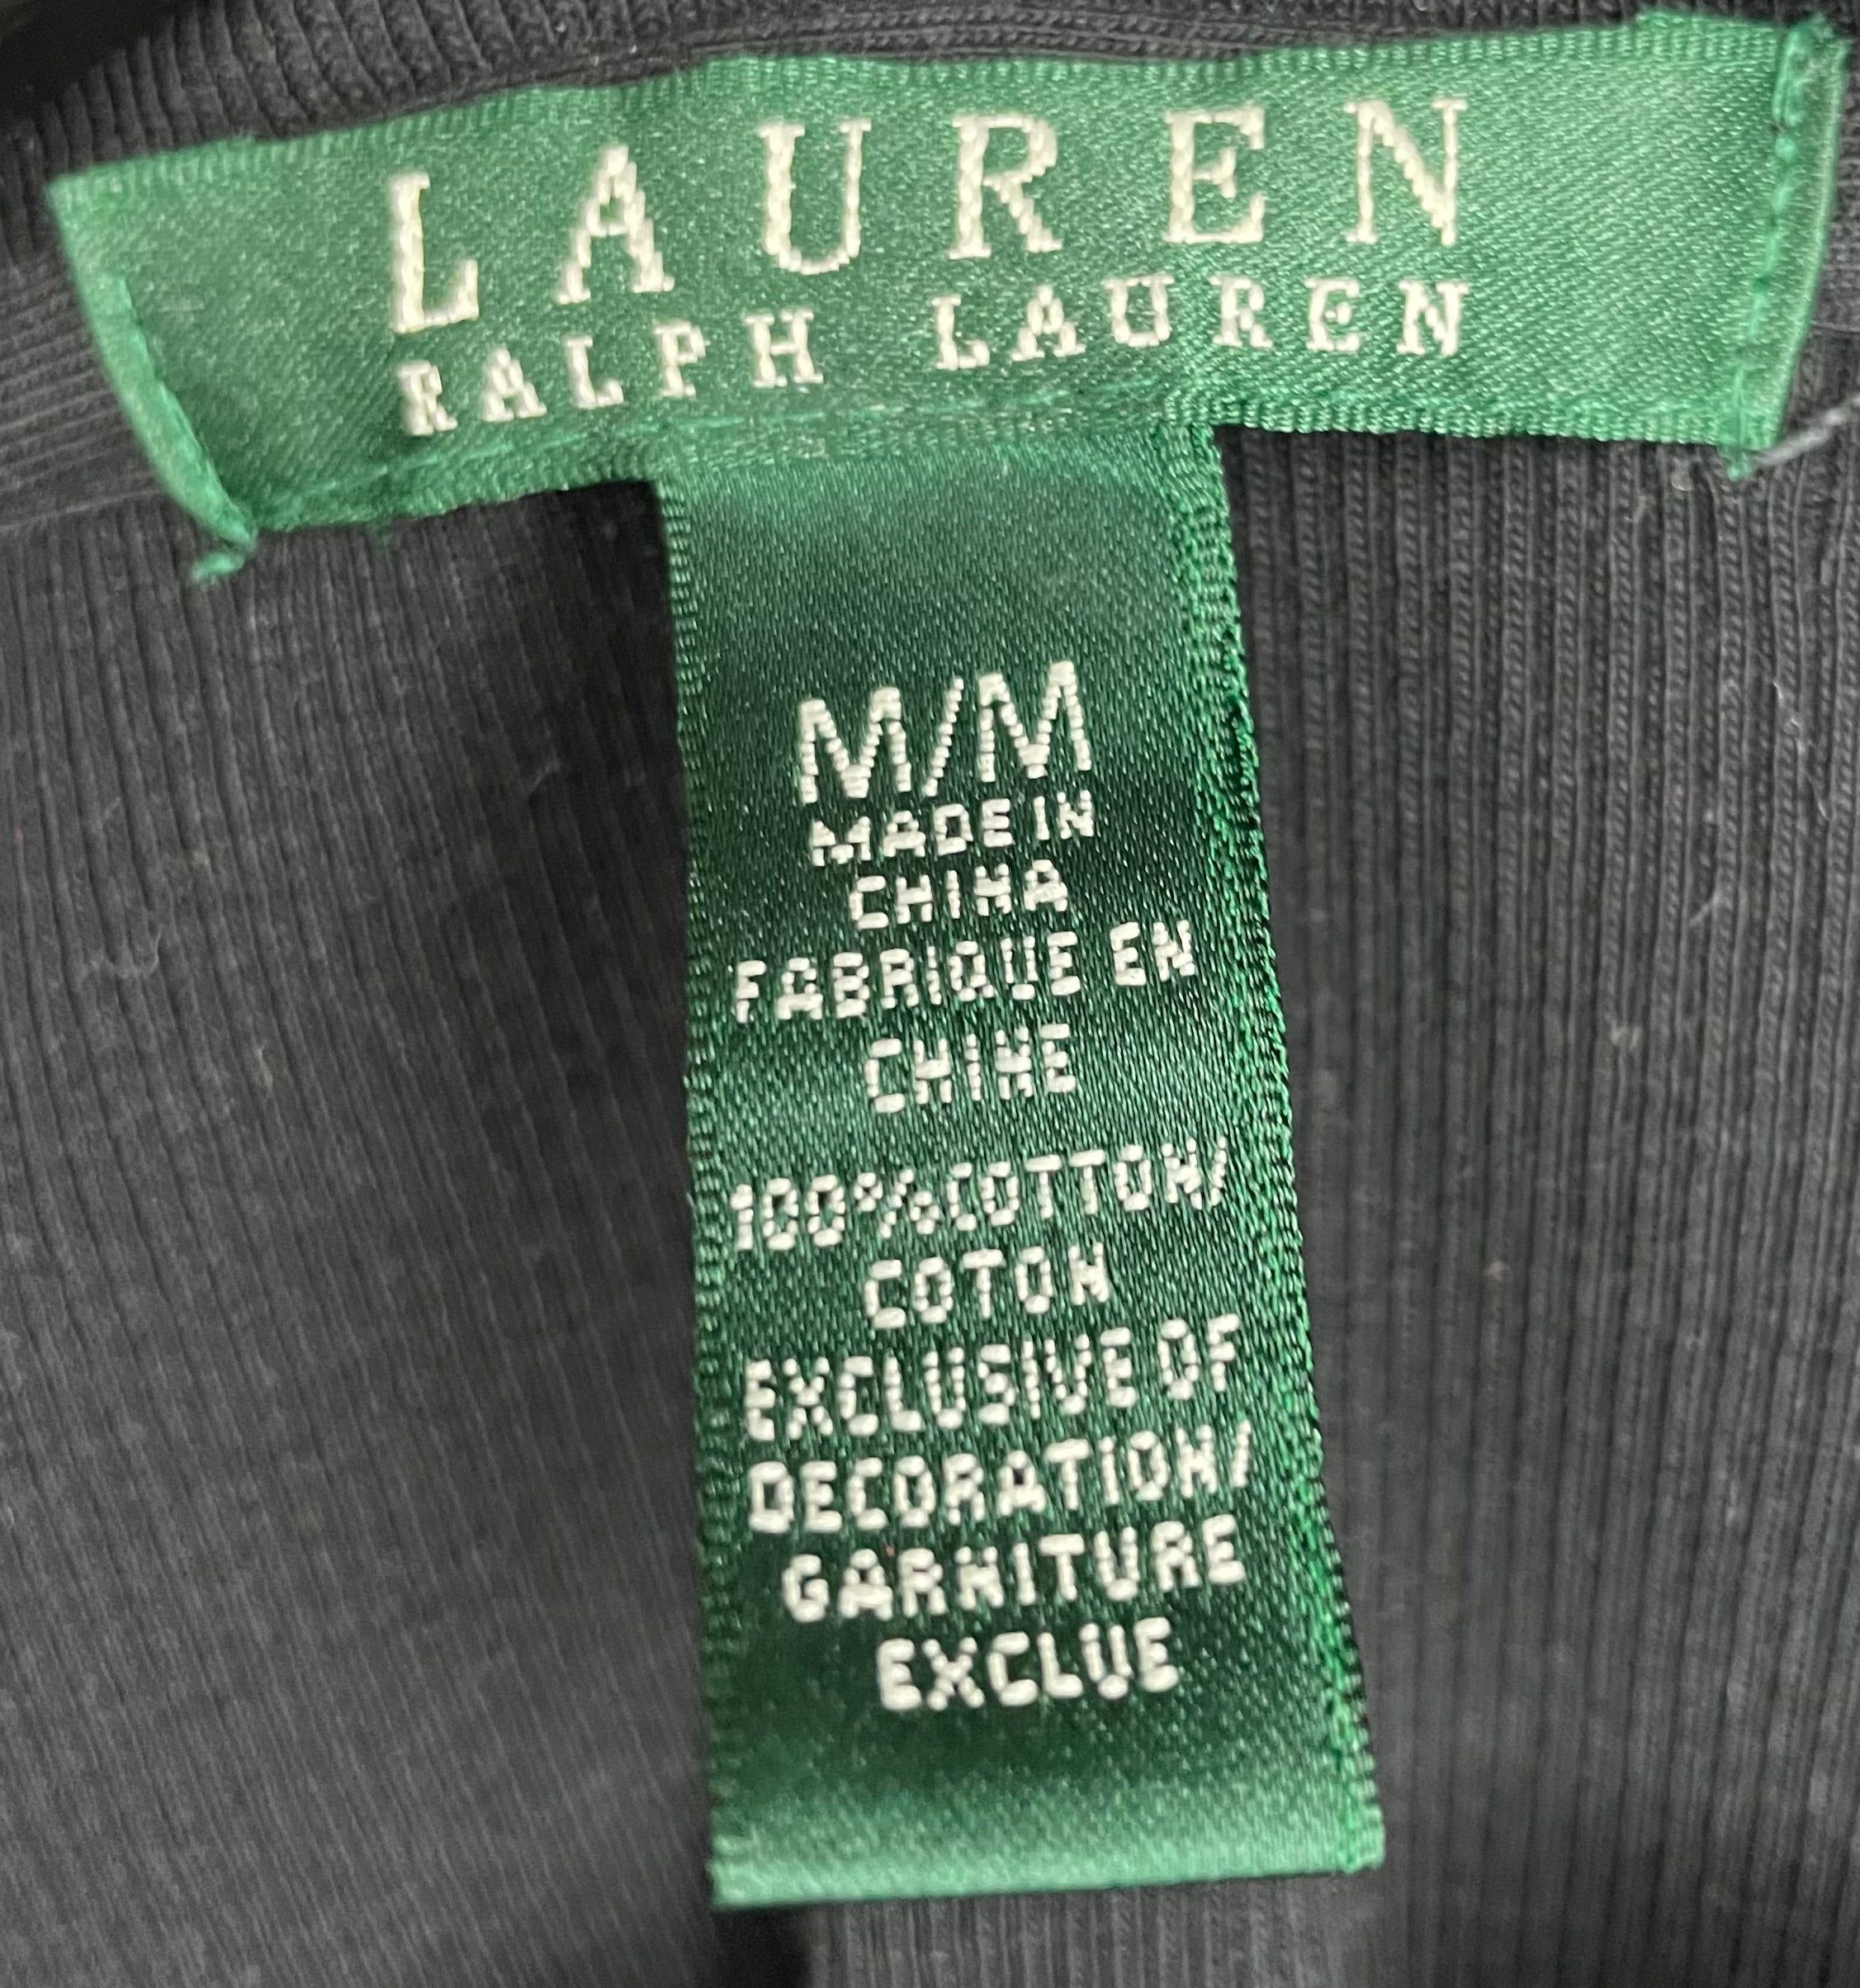 LAUREN
RALPH LAUREN
M/M
MADE IN
CHINA
FABRIQUE EN
CHINE
100% COTTON/
COTON
EXCLUSIVE OF
DECORATION/
GARNITURE
EXCLUE